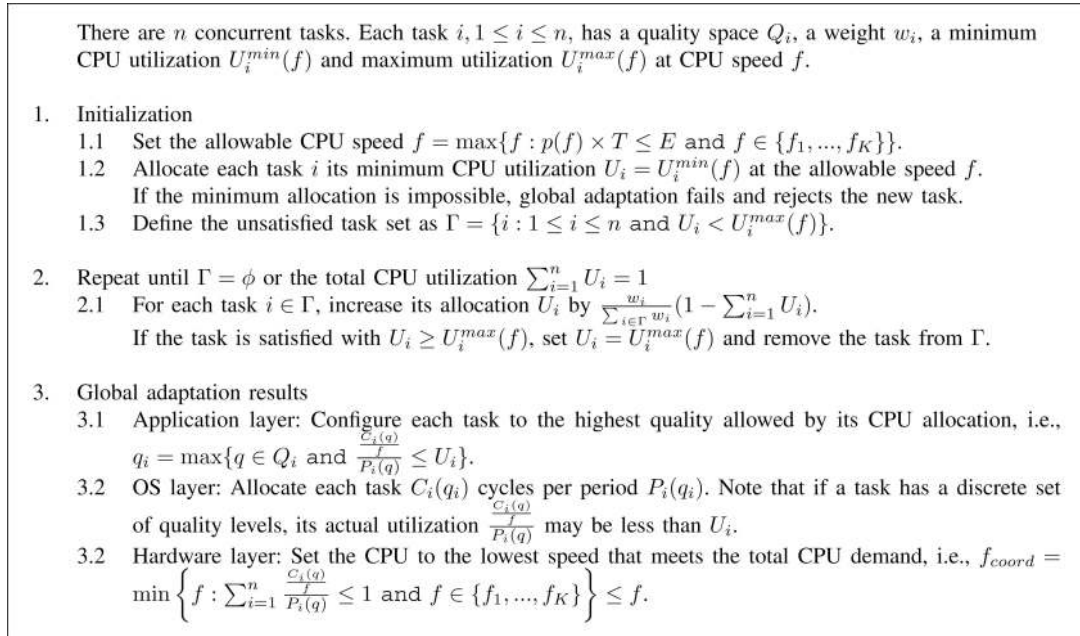 There are n concurrent tasks. Each task i, 1 ≤ i ≤ n, has a quality space Q_i, a weight w_i, a minimum
CPU utilization U_i^{min}(f) and maximum utilization U_i^{max}(f) at CPU speed f.
1. Initialization
1.1 Set the allowable CPU speed f = max{f : p(f) × T ≤ E and f ∈ {f_1, ..., f_K}}.
1.2 Allocate each task i its minimum CPU utilization U_i = U_i^{min}(f) at the allowable speed f.
If the minimum allocation is impossible, global adaptation fails and rejects the new task.
1.3 Define the unsatisfied task set as Γ = {i : 1 ≤ i ≤ n and U_i < U_i^{max}(f)}.
2. Repeat until Γ = ϕ or the total CPU utilization ∑_{i=1}^{n} U_i = 1
2.1 For each task i ∈ Γ, increase its allocation U_i by \frac{w_i}{∑_{i∈Γ} w_i}(1 − ∑_{i=1}^{n} U_i).
If the task is satisfied with U_i ≥ U_i^{max}(f), set U_i = U_i^{max}(f) and remove the task from Γ.
3. Global adaptation results
3.1 Application layer: Configure each task to the highest quality allowed by its CPU allocation, i.e.,
q_i = max{q ∈ Q_i and \frac{\frac{C_i(q)}{f}}{P_i(q)} ≤ U_i}.
3.2 OS layer: Allocate each task C_i(q_i) cycles per period P_i(q_i). Note that if a task has a discrete set
of quality levels, its actual utilization \frac{\frac{C_i(q)}{f}}{P_i(q)} may be less than U_i.
3.2 Hardware layer: Set the CPU to the lowest speed that meets the total CPU demand, i.e., f_{coord} =
min {f : ∑_{i=1}^{n} \frac{\frac{C_i(q)}{f}}{P_i(q)} ≤ 1 and f ∈ {f_1, ..., f_K}} ≤ f.